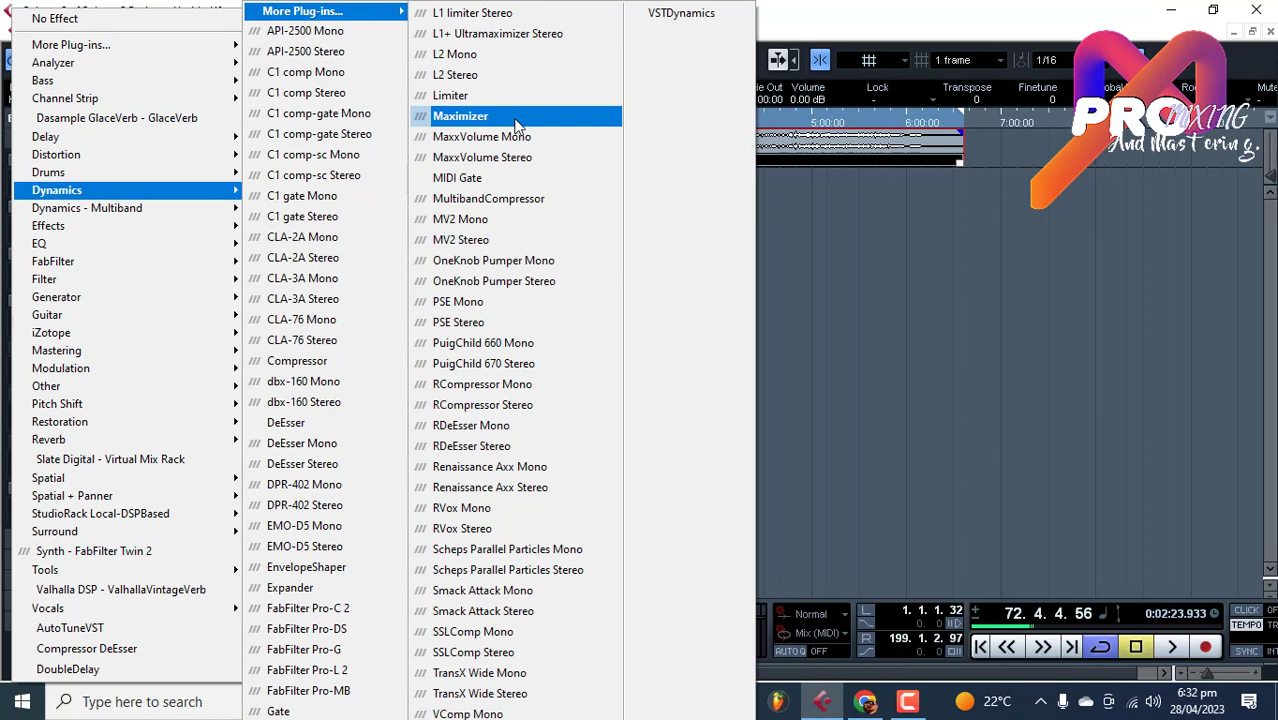 No Effect
More Plug-ins...
Analyzer
Bass
Channel Strip
Dasample GlaceVerb - GlaceVerb
Delay
Distortion
Drums
Dynamics
Dynamics - Multiband
Effects
EQ
FabFilter
Filter
Generator
Guitar
iZotope
Mastering
Modulation
Other
Pitch Shift
Restoration
Reverb
Slate Digital - Virtual Mix Rack
Spatial
Spatial + Panner
StudioRack Local-DSPBased
Surround
Synth - FabFilter Twin 2
Tools
Valhalla DSP - ValhallaVintageVerb
Vocals
AutoTuneVST
Compressor DeEsser
DoubleDelay
More Plug-ins...
API-2500 Mono
API-2500 Stereo
C1 comp Mono
C1 comp Stereo
C1 comp-gate Mono
C1 comp-gate Stereo
C1 comp-sc Mono
C1 comp-sc Stereo
C1 gate Mono
C1 gate Stereo
CLA-2A Mono
CLA-2A Stereo
CLA-3A Mono
CLA-3A Stereo
CLA-76 Mono
CLA-76 Stereo
Compressor
dbx-160 Mono
dbx-160 Stereo
DeEsser
DeEsser Mono
DeEsser Stereo
DPR-402 Mono
DPR-402 Stereo
EMO-D5 Mono
EMO-D5 Stereo
EnvelopeShaper
Expander
FabFilter Pro-C 2
FabFilter Pro-DS
FabFilter Pro-G
FabFilter Pro-L 2
FabFilter Pro-MB
Gate
L1 limiter Stereo
L1+ Ultramaximizer Stereo
L2 Mono
L2 Stereo
Limiter
Maximizer
MaxxVolume Mono
MaxxVolume Stereo
MIDI Gate
MultibandCompressor
MV2 Mono
MV2 Stereo
OneKnob Pumper Mono
OneKnob Pumper Stereo
PSE Mono
PSE Stereo
PuigChild 660 Mono
PuigChild 670 Stereo
RCompressor Mono
RCompressor Stereo
RDeEsser Mono
RDeEsser Stereo
Renaissance Axx Mono
Renaissance Axx Stereo
RVox Mono
RVox Stereo
Scheps Parallel Particles Mono
Scheps Parallel Particles Stereo
Smack Attack Mono
Smack Attack Stereo
SSLComp Mono
SSLComp Stereo
TransX Wide Mono
TransX Wide Stereo
VComp Mono
VSTDynamics
1 frame
1/16
Lock
Transpose
Finetune
5:00:00
6:00:00
7:00:00
PRO MIXING
And Mastering.
Normal
Mix (MIDI)
AUTO Q OFF
L 1. 1. 1. 32
0. 0
R 199. 1. 2. 97
0. 0
72. 4. 4. 56
0:02:23.933
CLICK
TEMPO
SYNC
Type here to search
22°C
6:32 pm
28/04/2023